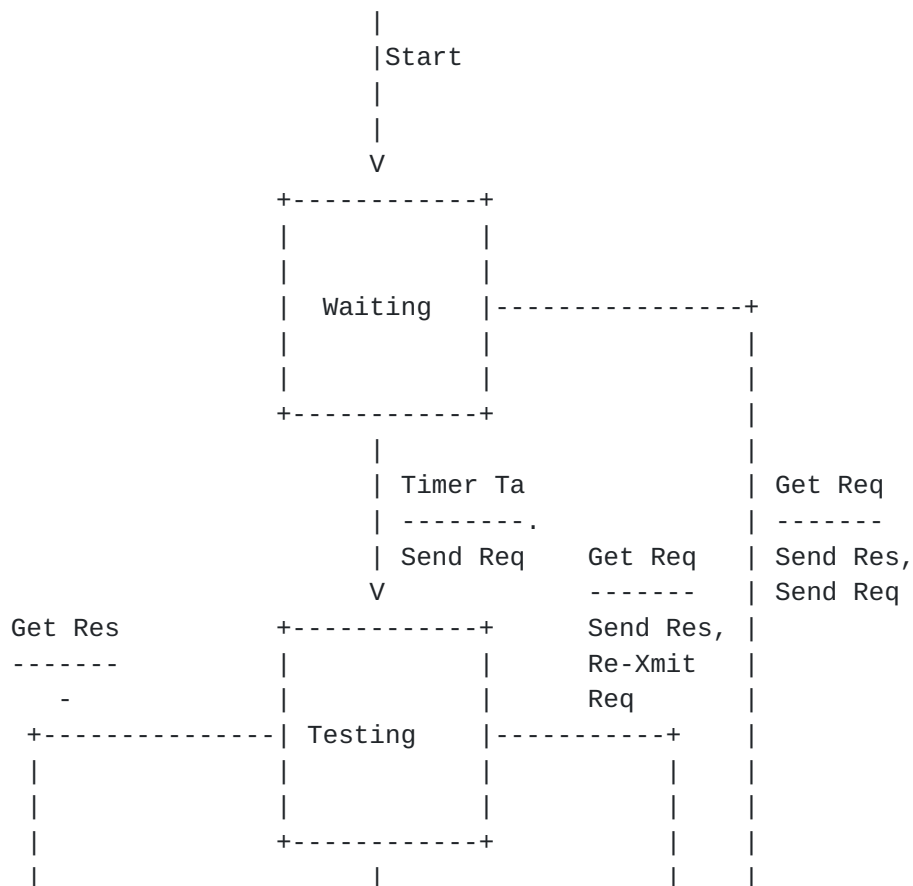 Start
Waiting
Timer Ta
--------.
Send Req
Get Req
-------
Send Res,
Send Req
Get Req
-------
Send Res,
Re-Xmit
Req
Get Res
-------
-
Testing